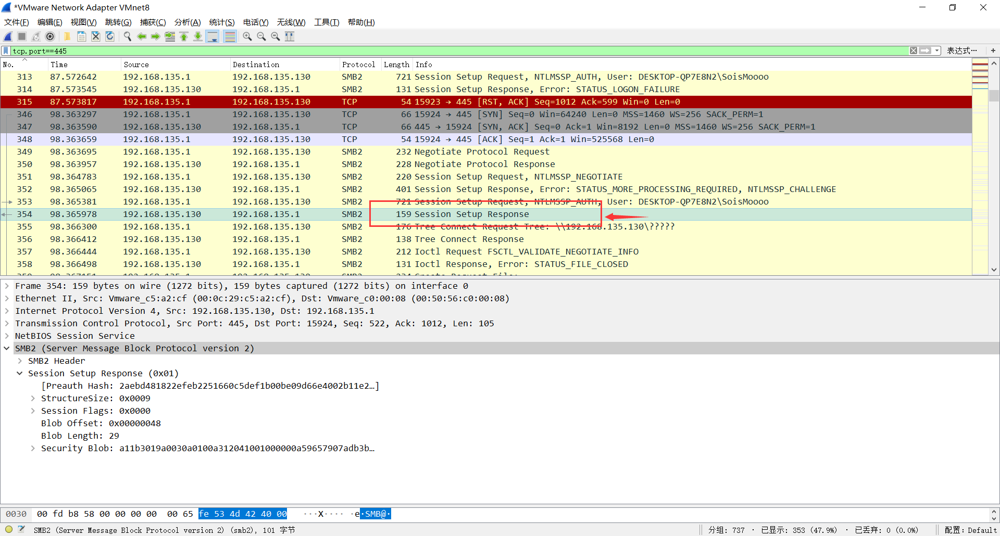 *VMware Network Adapter VMnet8
文件(F) 编辑(E) 视图(V) 跳转(G) 捕获(C) 分析(A) 统计(S) 电话(Y) 无线(W) 工具(T) 帮助(H)
tcp.port==445 表达式… +
No. Time Source Destination Protocol Length Info
313 87.572642 192.168.135.1 192.168.135.130 SMB2 721 Session Setup Request, NTLMSSP_AUTH, User: DESKTOP-QP7E8N2\SoisMoooo
314 87.573545 192.168.135.130 192.168.135.1 SMB2 131 Session Setup Response, Error: STATUS_LOGON_FAILURE
315 87.573817 192.168.135.1 192.168.135.130 TCP 54 15923 → 445 [RST, ACK] Seq=1012 Ack=599 Win=0 Len=0
346 98.363297 192.168.135.1 192.168.135.130 TCP 66 15924 → 445 [SYN] Seq=0 Win=64240 Len=0 MSS=1460 WS=256 SACK_PERM=1
347 98.363590 192.168.135.130 192.168.135.1 TCP 66 445 → 15924 [SYN, ACK] Seq=0 Ack=1 Win=8192 Len=0 MSS=1460 WS=256 SACK_PERM=1
348 98.363659 192.168.135.1 192.168.135.130 TCP 54 15924 → 445 [ACK] Seq=1 Ack=1 Win=525568 Len=0
349 98.363695 192.168.135.1 192.168.135.130 SMB2 232 Negotiate Protocol Request
350 98.363957 192.168.135.130 192.168.135.1 SMB2 228 Negotiate Protocol Response
351 98.364783 192.168.135.1 192.168.135.130 SMB2 220 Session Setup Request, NTLMSSP_NEGOTIATE
352 98.365065 192.168.135.130 192.168.135.1 SMB2 401 Session Setup Response, Error: STATUS_MORE_PROCESSING_REQUIRED, NTLMSSP_CHALLENGE
353 98.365381 192.168.135.1 192.168.135.130 SMB2 721 Session Setup Request, NTLMSSP_AUTH, User: DESKTOP-QP7E8N2\SoisMoooo
354 98.365978 192.168.135.130 192.168.135.1 SMB2 159 Session Setup Response
355 98.366300 192.168.135.1 192.168.135.130 SMB2 176 Tree Connect Request Tree: \\192.168.135.130\?????
356 98.366412 192.168.135.130 192.168.135.1 SMB2 138 Tree Connect Response
357 98.366444 192.168.135.1 192.168.135.130 SMB2 212 Ioctl Request FSCTL_VALIDATE_NEGOTIATE_INFO
358 98.366498 192.168.135.130 192.168.135.1 SMB2 131 Ioctl Response, Error: STATUS_FILE_CLOSED
Frame 354: 159 bytes on wire (1272 bits), 159 bytes captured (1272 bits) on interface 0
Ethernet II, Src: Vmware_c5:a2:cf (00:0c:29:c5:a2:cf), Dst: Vmware_c0:00:08 (00:50:56:c0:00:08)
Internet Protocol Version 4, Src: 192.168.135.130, Dst: 192.168.135.1
Transmission Control Protocol, Src Port: 445, Dst Port: 15924, Seq: 522, Ack: 1012, Len: 105
NetBIOS Session Service
SMB2 (Server Message Block Protocol version 2)
SMB2 Header
Session Setup Response (0x01)
[Preauth Hash: 2aebd481822efeb2251660c5def1b00be09d66e4002b11e2…]
StructureSize: 0x0009
Session Flags: 0x0000
Blob Offset: 0x00000048
Blob Length: 29
Security Blob: a11b3019a0030a0100a312041001000000a59657907adb3b…
0030 00 fd b8 58 00 00 00 00 00 65 fe 53 4d 42 40 00 ···X···· ·e·SMB@·
SMB2 (Server Message Block Protocol version 2) (smb2), 101 字节 分组: 737 · 已显示: 353 (47.9%) · 已丢弃: 0 (0.0%) 配置: Default